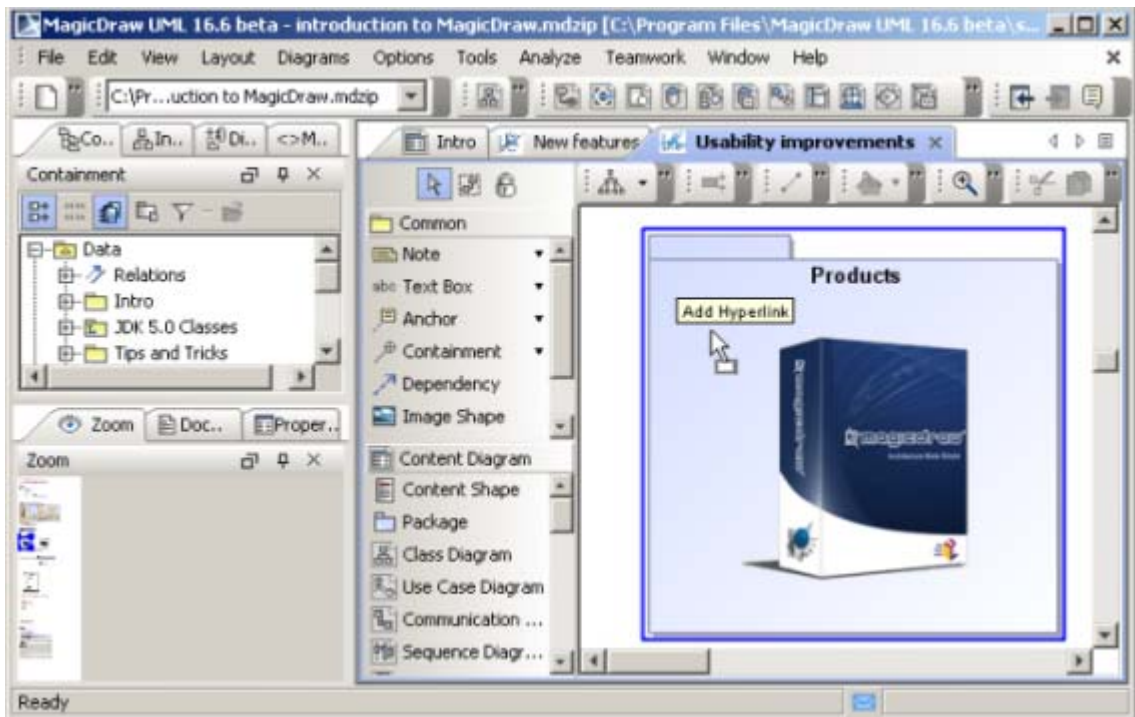 MagicDraw UML 16.6 beta - introduction to MagicDraw.mdzip [C:\Program Files\MagicDraw UML 16.6 beta\s...
File Edit View Layout Diagrams Options Tools Analyze Teamwork Window Help
C:\Pr...uction to MagicDraw.mdzip
Co.. In.. Di.. <>M..
Intro New features Usability improvements
Containment
Data
Relations
Intro
JDK 5.0 Classes
Tips and Tricks
Zoom Doc.. Proper..
Zoom
Common
Note
abc Text Box
Anchor
Containment
Dependency
Image Shape
Content Diagram
Content Shape
Package
Class Diagram
Use Case Diagram
Communication ...
Sequence Diagr...
Products
Add Hyperlink
magicdraw
Ready